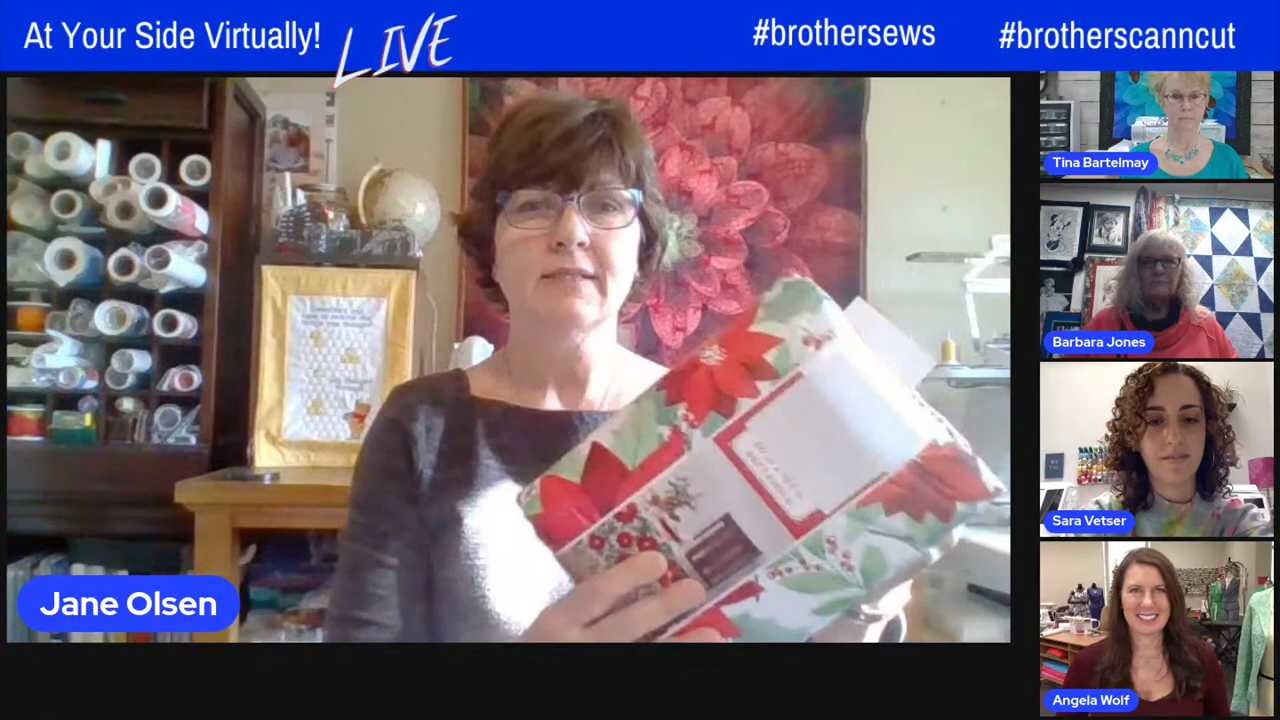 At Your Side Virtually!
LIVE
#brothersews
#brotherscanncut
Tina Bartelmay
Barbara Jones
Sara Vetser
Angela Wolf
Jane Olsen